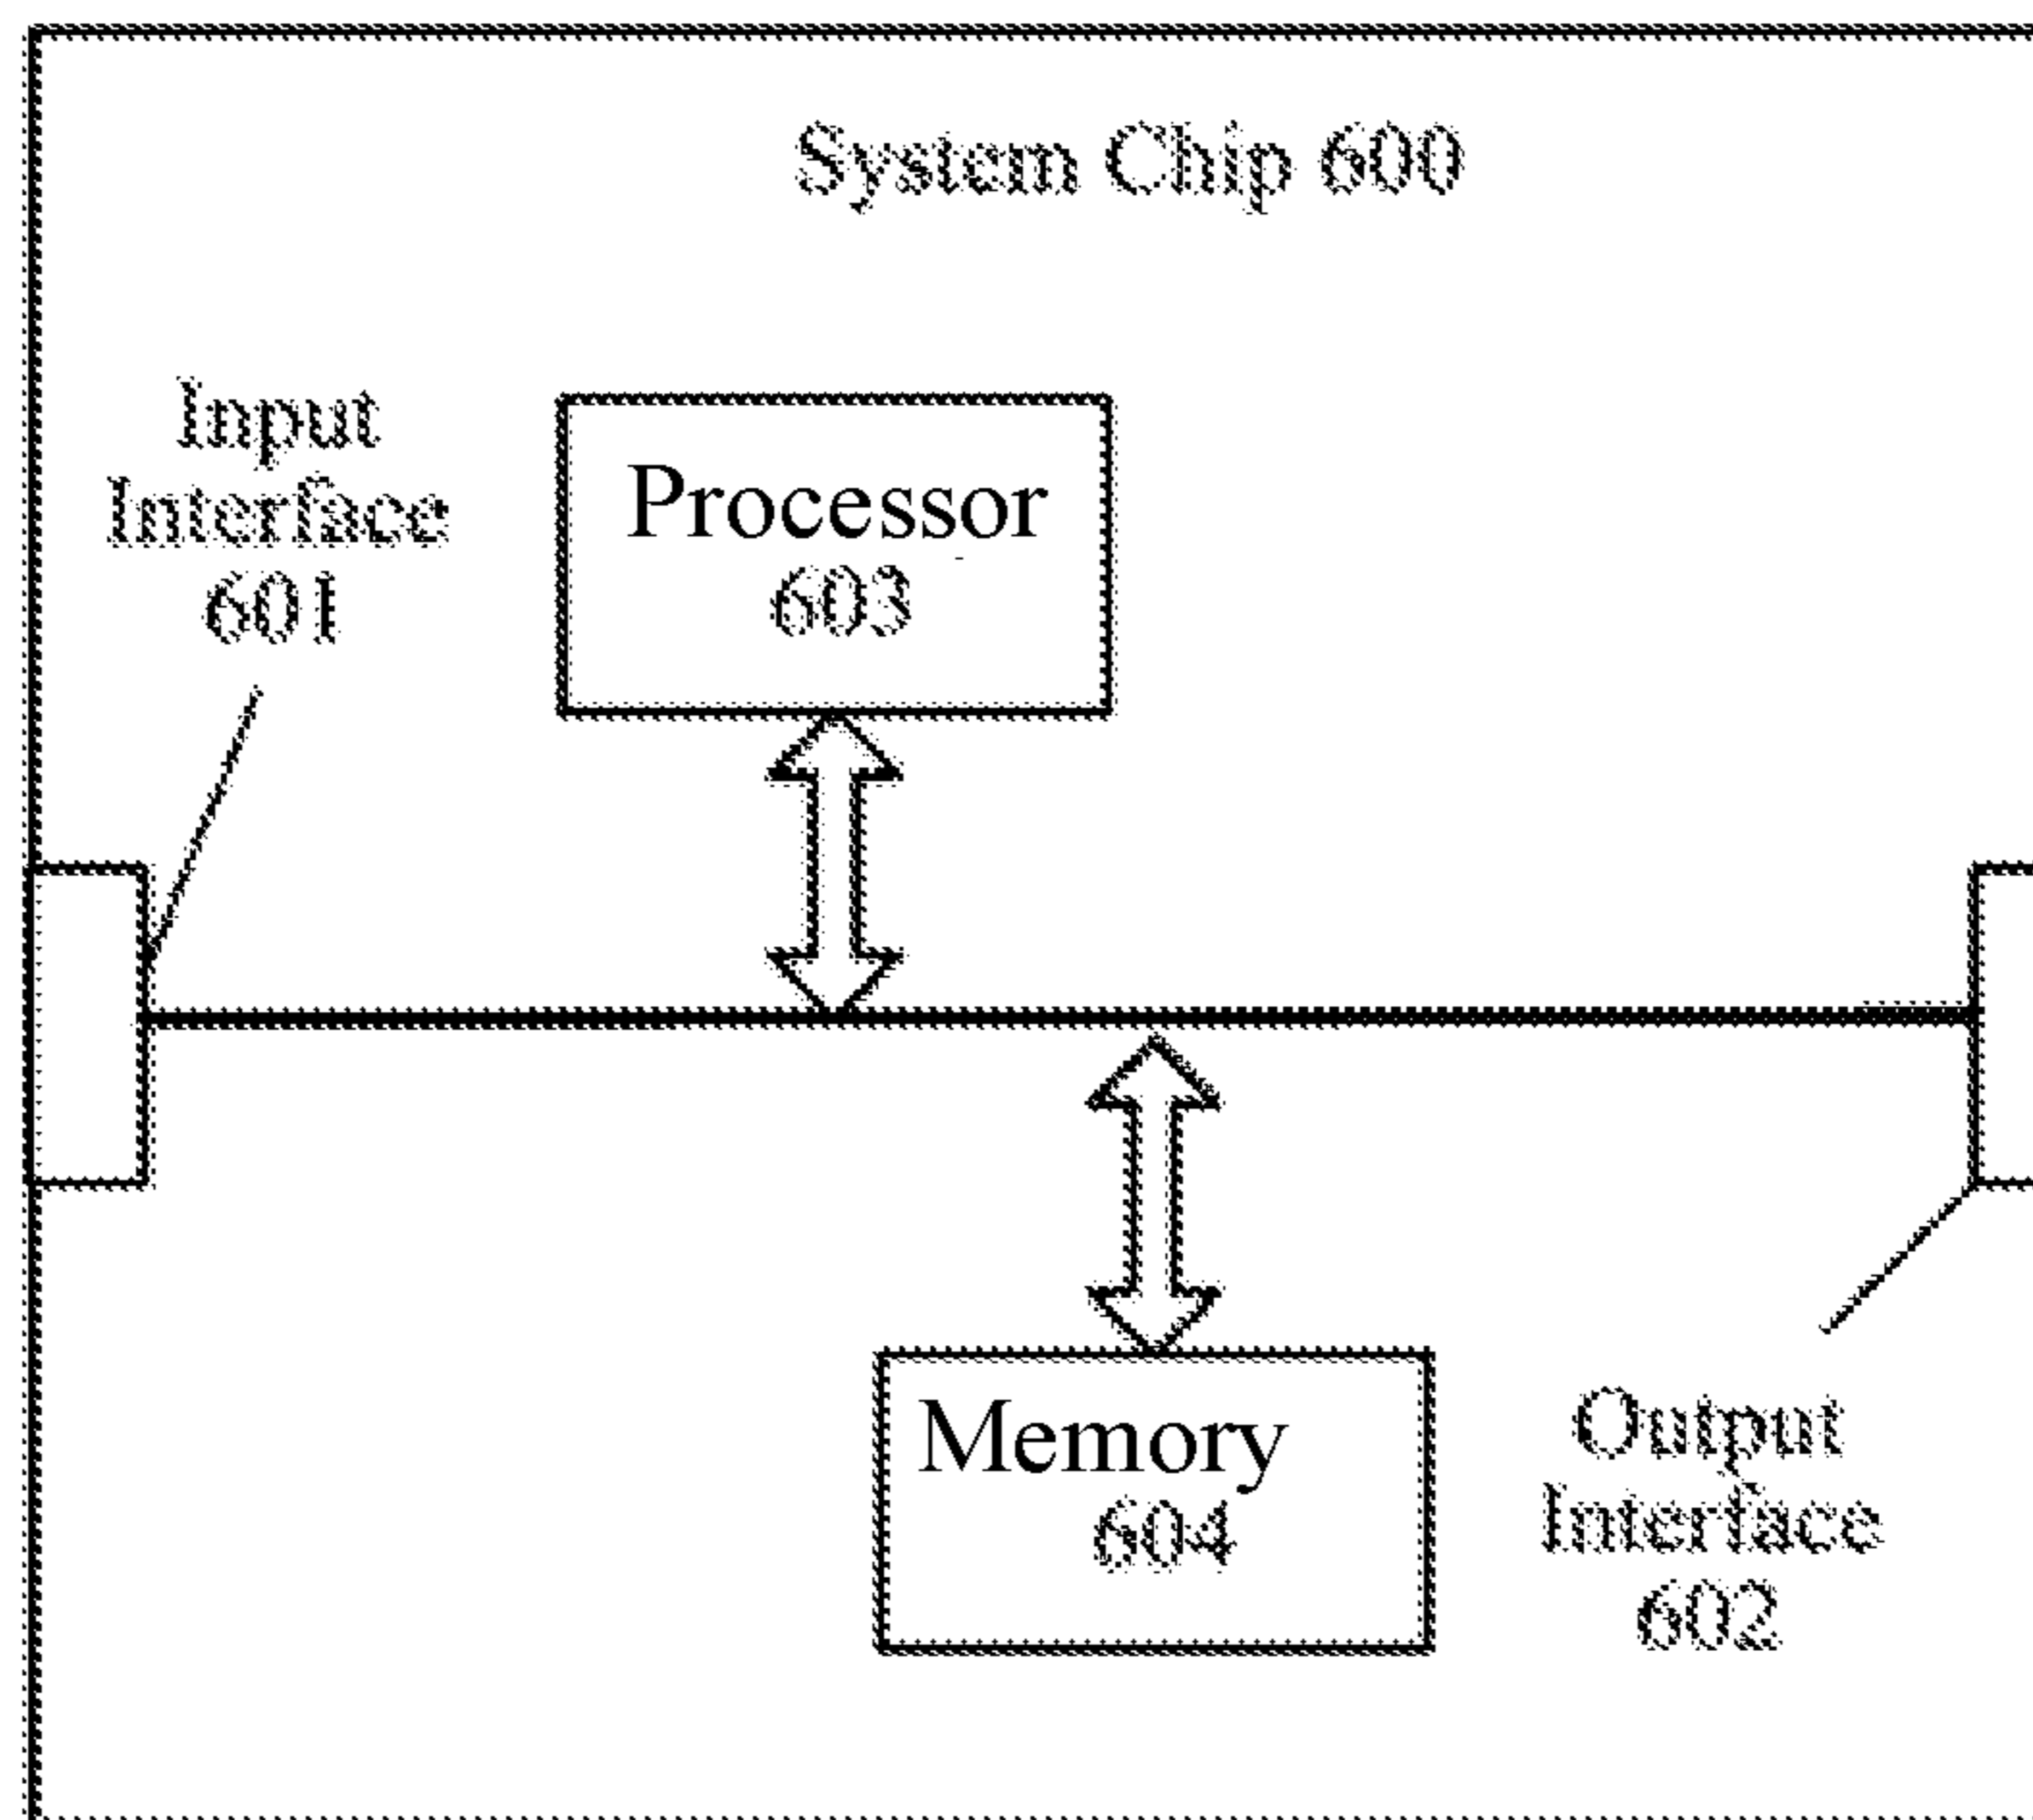 System Chip 600
Input
Interface
601
Processor
603
Memory
604
Output
Interface
602